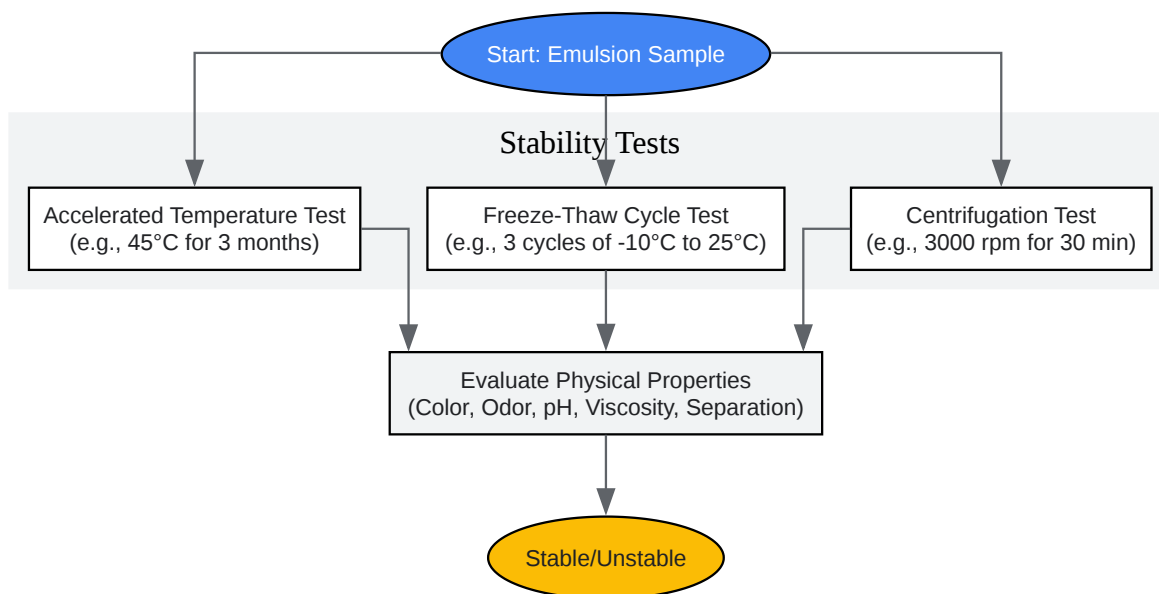 Start: Emulsion Sample
Stability Tests
Accelerated Temperature Test
(e.g., 45°C for 3 months)
Freeze-Thaw Cycle Test
(e.g., 3 cycles of -10°C to 25°C)
Centrifugation Test
(e.g., 3000 rpm for 30 min)
Evaluate Physical Properties
(Color, Odor, pH, Viscosity, Separation)
Stable/Unstable